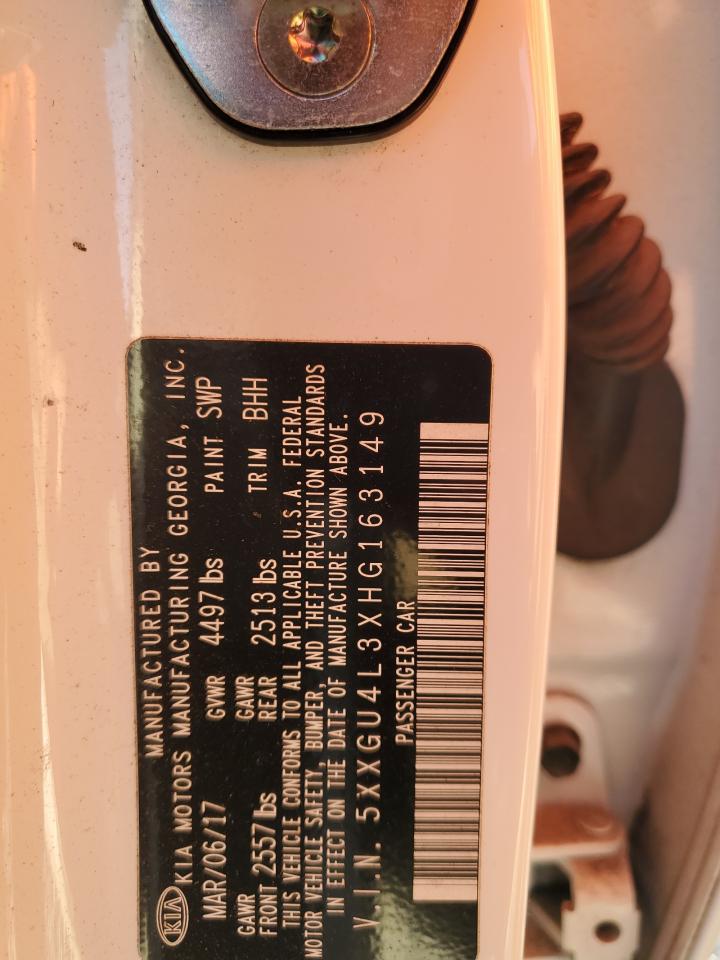 MANUFACTURED BY
KIA KIA MOTORS MANUFACTURING GEORGIA, INC.
MAR/06/17 GVWR 4497 lbs PAINT SWP
GAWR FRONT 2557 lbs GAWR REAR 2513 lbs TRIM BHH
THIS VEHICLE CONFORMS TO ALL APPLICABLE U.S.A. FEDERAL
MOTOR VEHICLE SAFETY, BUMPER, AND THEFT PREVENTION STANDARDS
IN EFFECT ON THE DATE OF MANUFACTURE SHOWN ABOVE.
V.I.N. 5XXGU4L3XHG163149
PASSENGER CAR